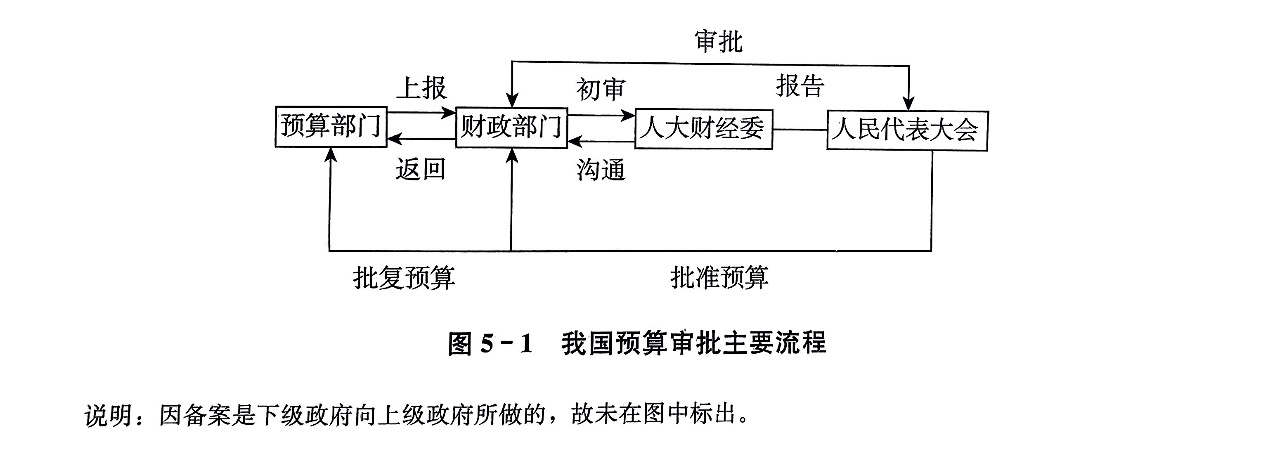 审批
上报
初审
报告
预算部门
财政部门
人大财经委
人民代表大会
返回
沟通
批复预算
批准预算
图 5-1 我国预算审批主要流程
说明：因备案是下级政府向上级政府所做的，故未在图中标出。